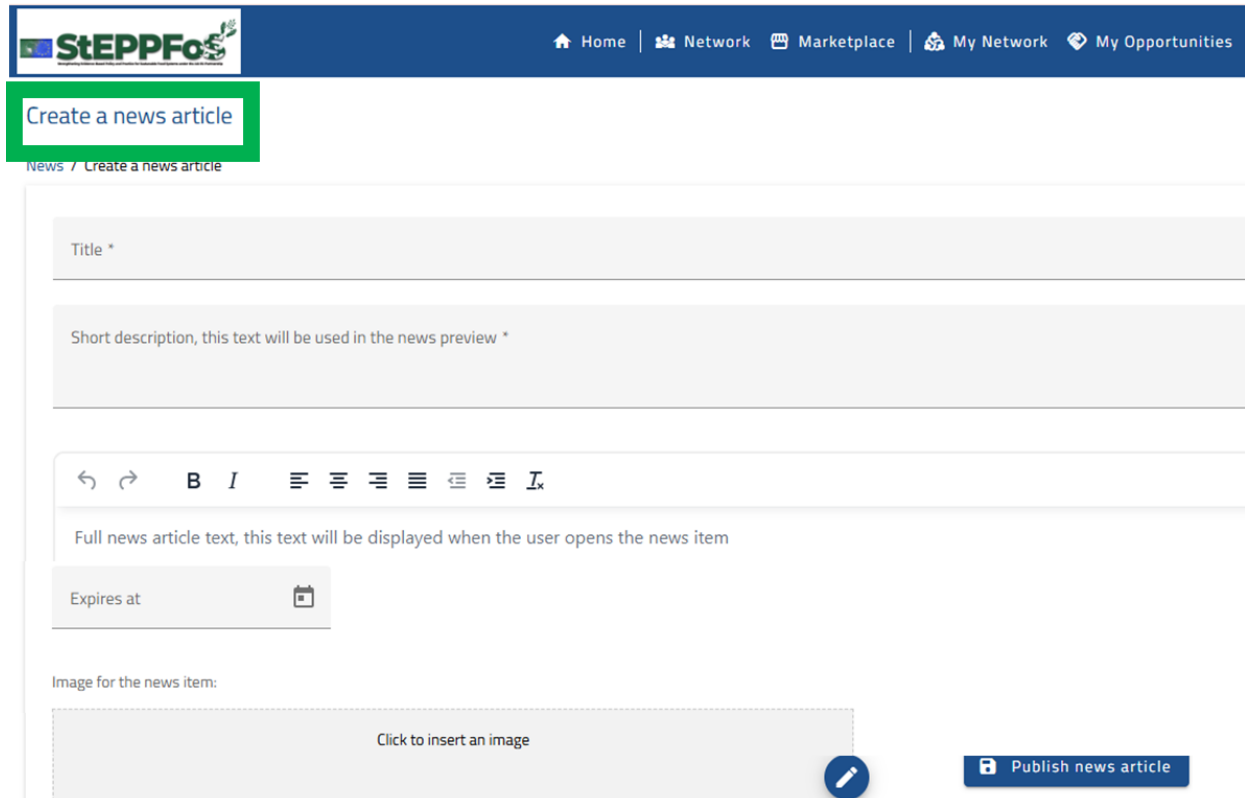 StEPPFoS
Home Network Marketplace My Network My Opportunities
Create a news article
News / Create a news article
Title *
Short description, this text will be used in the news preview *
B I
Full news article text, this text will be displayed when the user opens the news item
Expires at
Image for the news item:
Click to insert an image
Publish news article